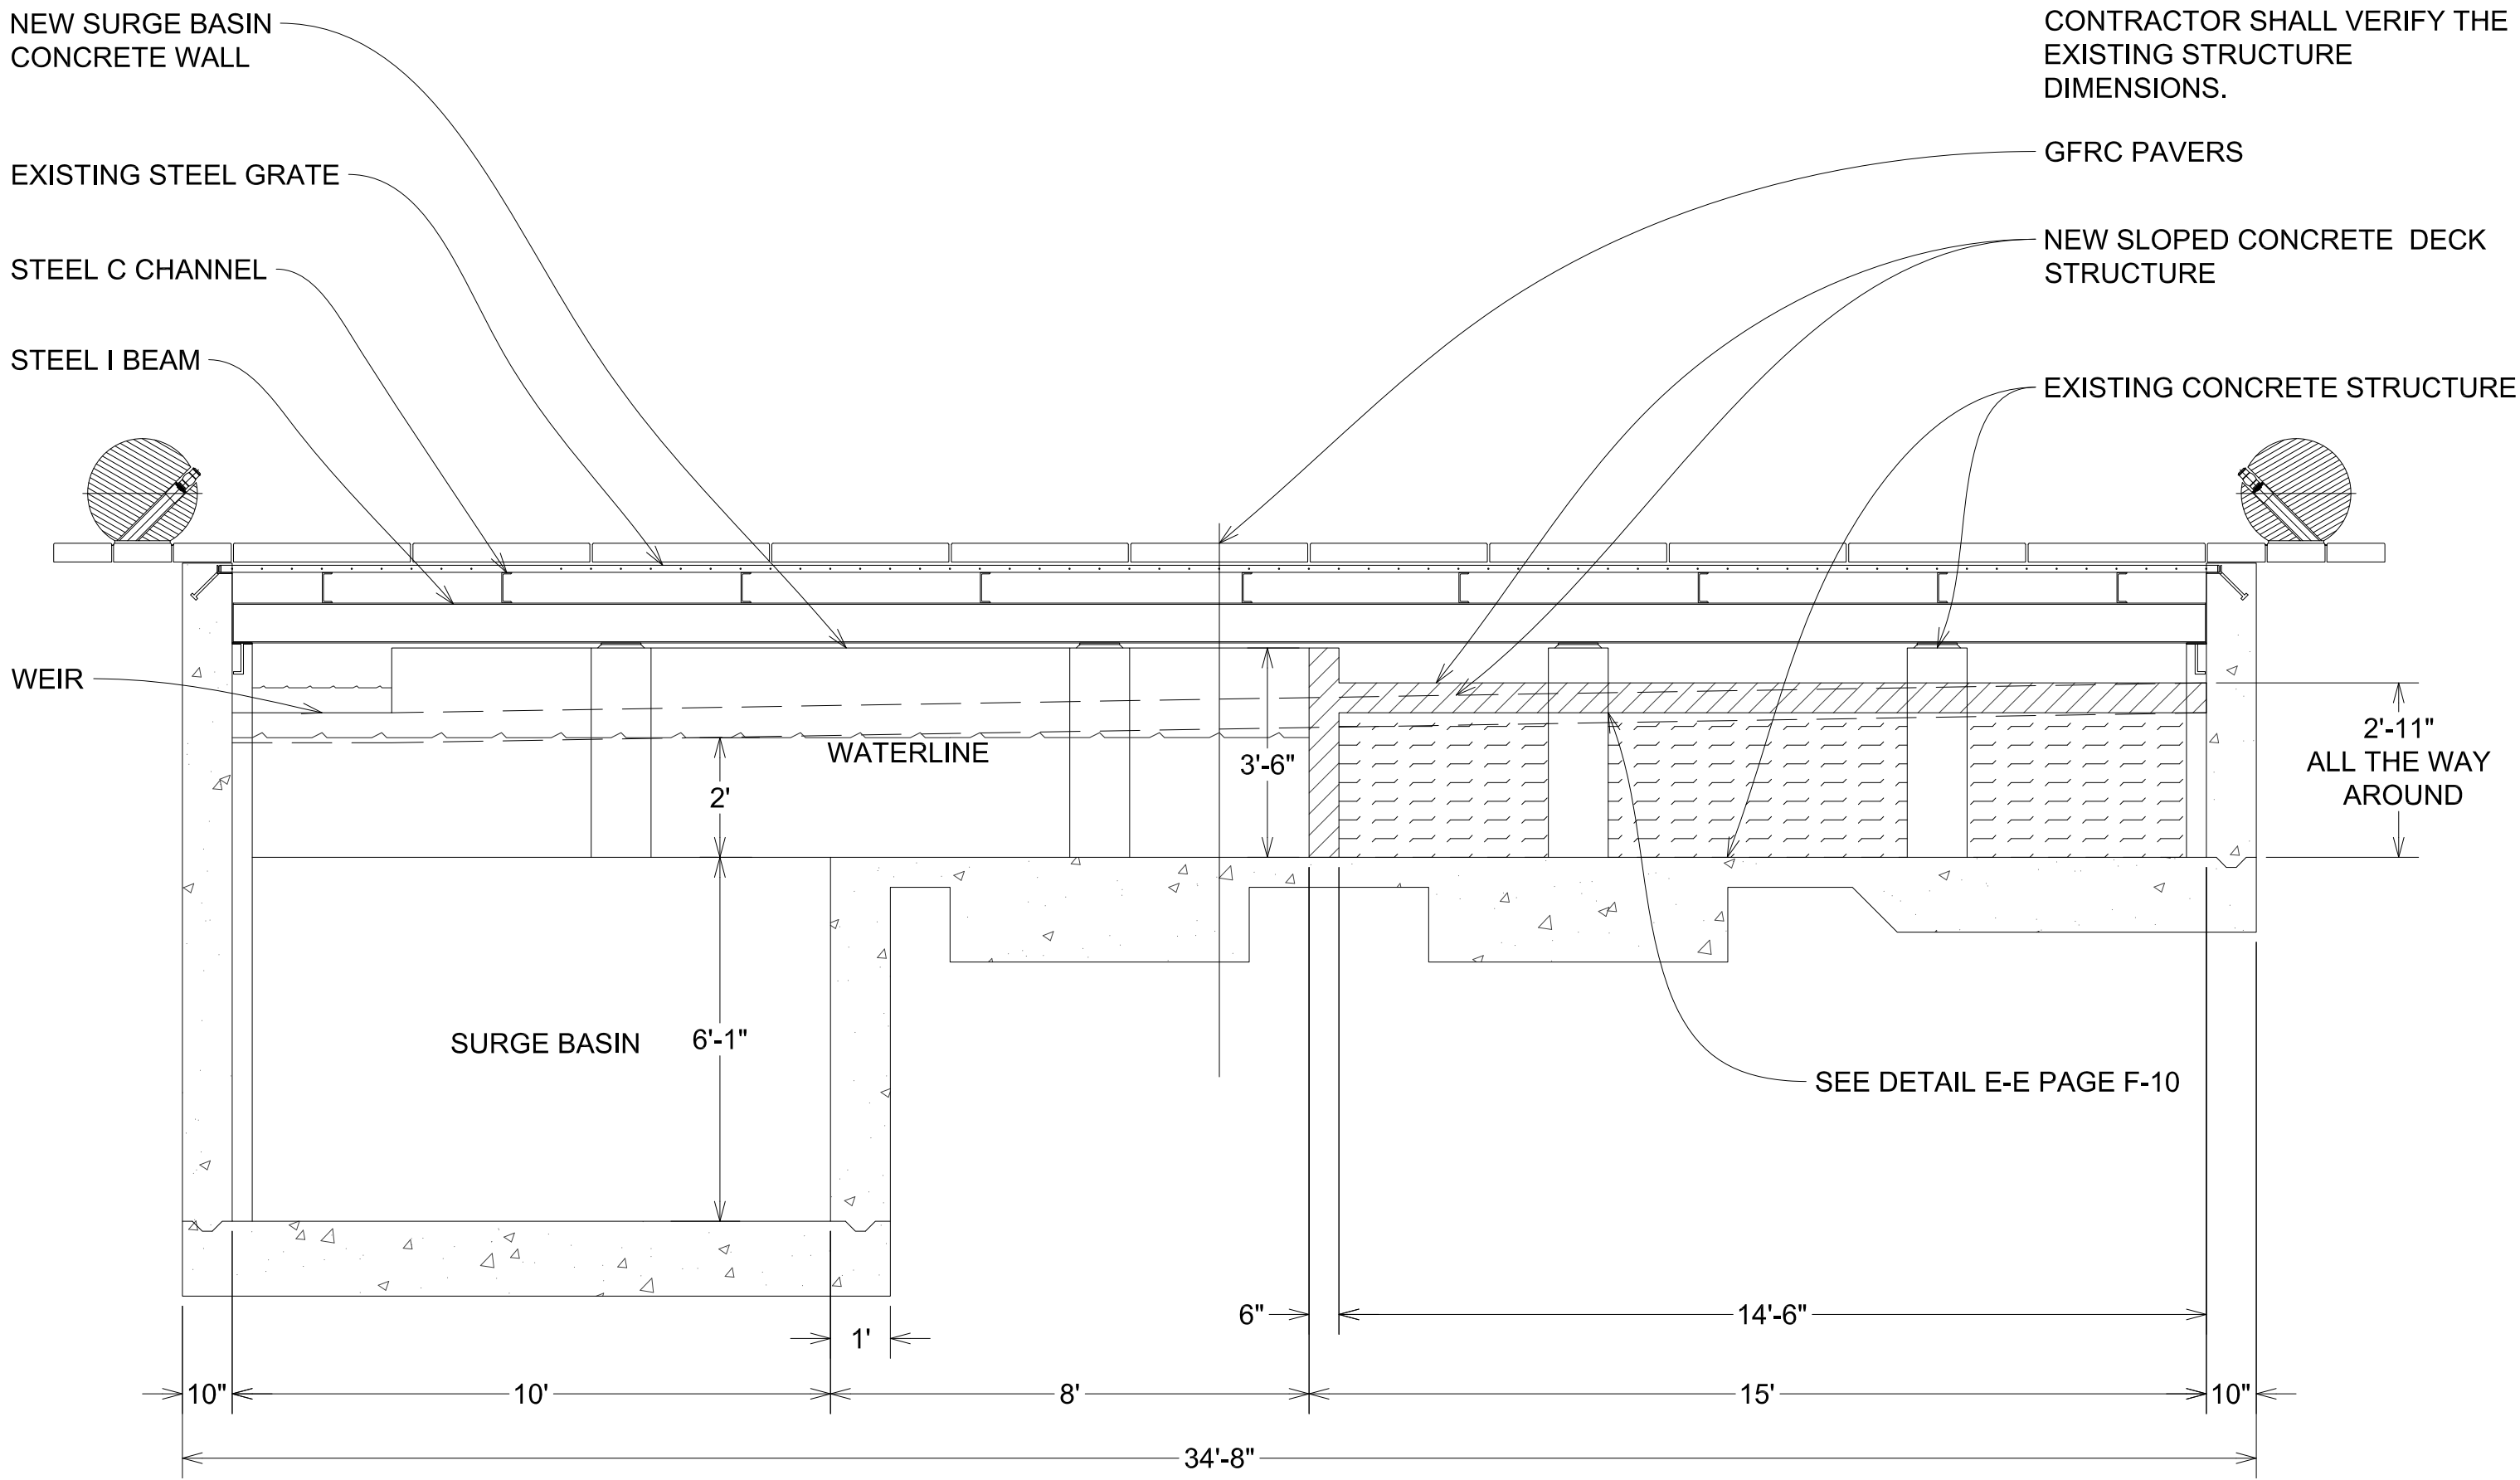 NEW SURGE BASIN
CONCRETE WALL
EXISTING STEEL GRATE
STEEL C CHANNEL
STEEL I BEAM
WEIR
CONTRACTOR SHALL VERIFY THE
EXISTING STRUCTURE
DIMENSIONS.
GFRC PAVERS
NEW SLOPED CONCRETE  DECK
STRUCTURE
EXISTING CONCRETE STRUCTURE
WATERLINE
2'
3'-6"
2'-11"
ALL THE WAY
AROUND
SURGE BASIN
6'-1"
SEE DETAIL E-E PAGE F-10
6"
14'-6"
1'
10"
10'
8'
15'
10"
34'-8"